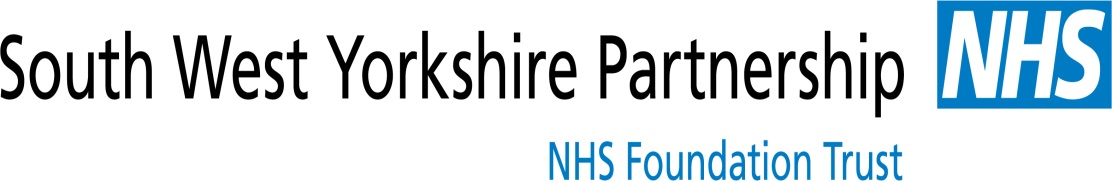 South West Yorkshire Partnership NHS
NHS Foundation Trust